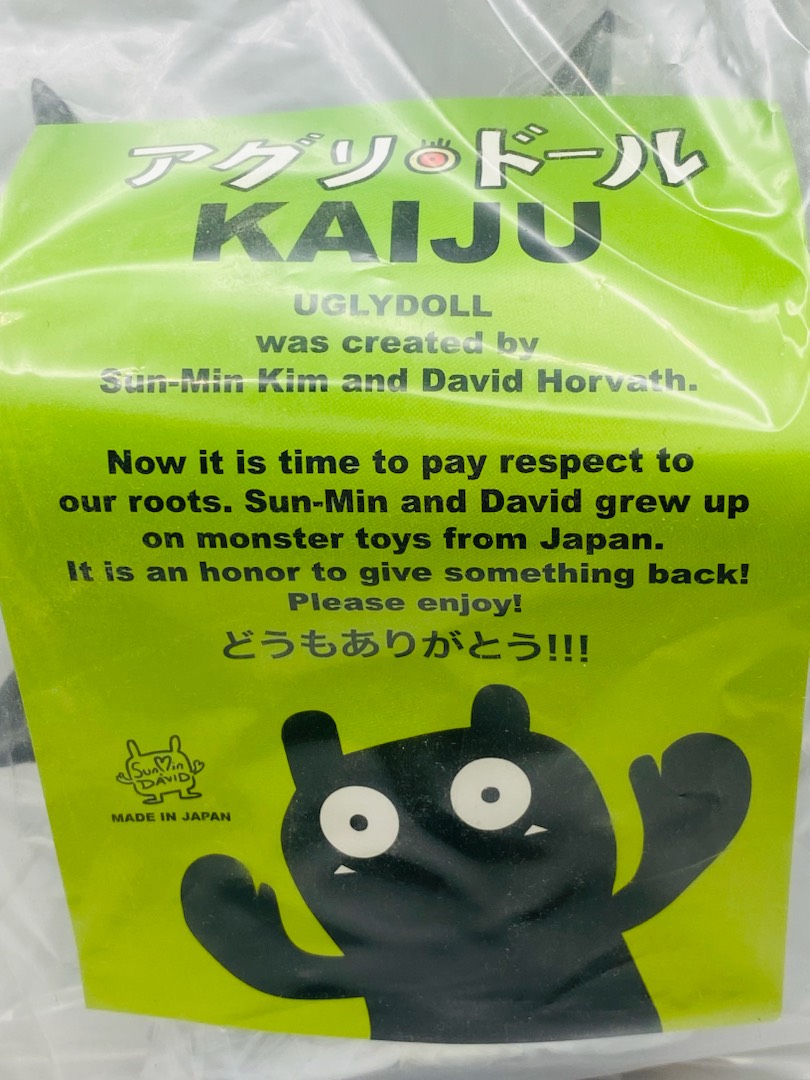 アグリ•ドール
KAIJU
UGLYDOLL
was created by
Sun-Min Kim and David Horvath.
Now it is time to pay respect to
our roots. Sun-Min and David grew up
on monster toys from Japan.
It is an honor to give something back!
Please enjoy!
どうもありがとう!!!
Sun♡Min
DAVID
MADE IN JAPAN